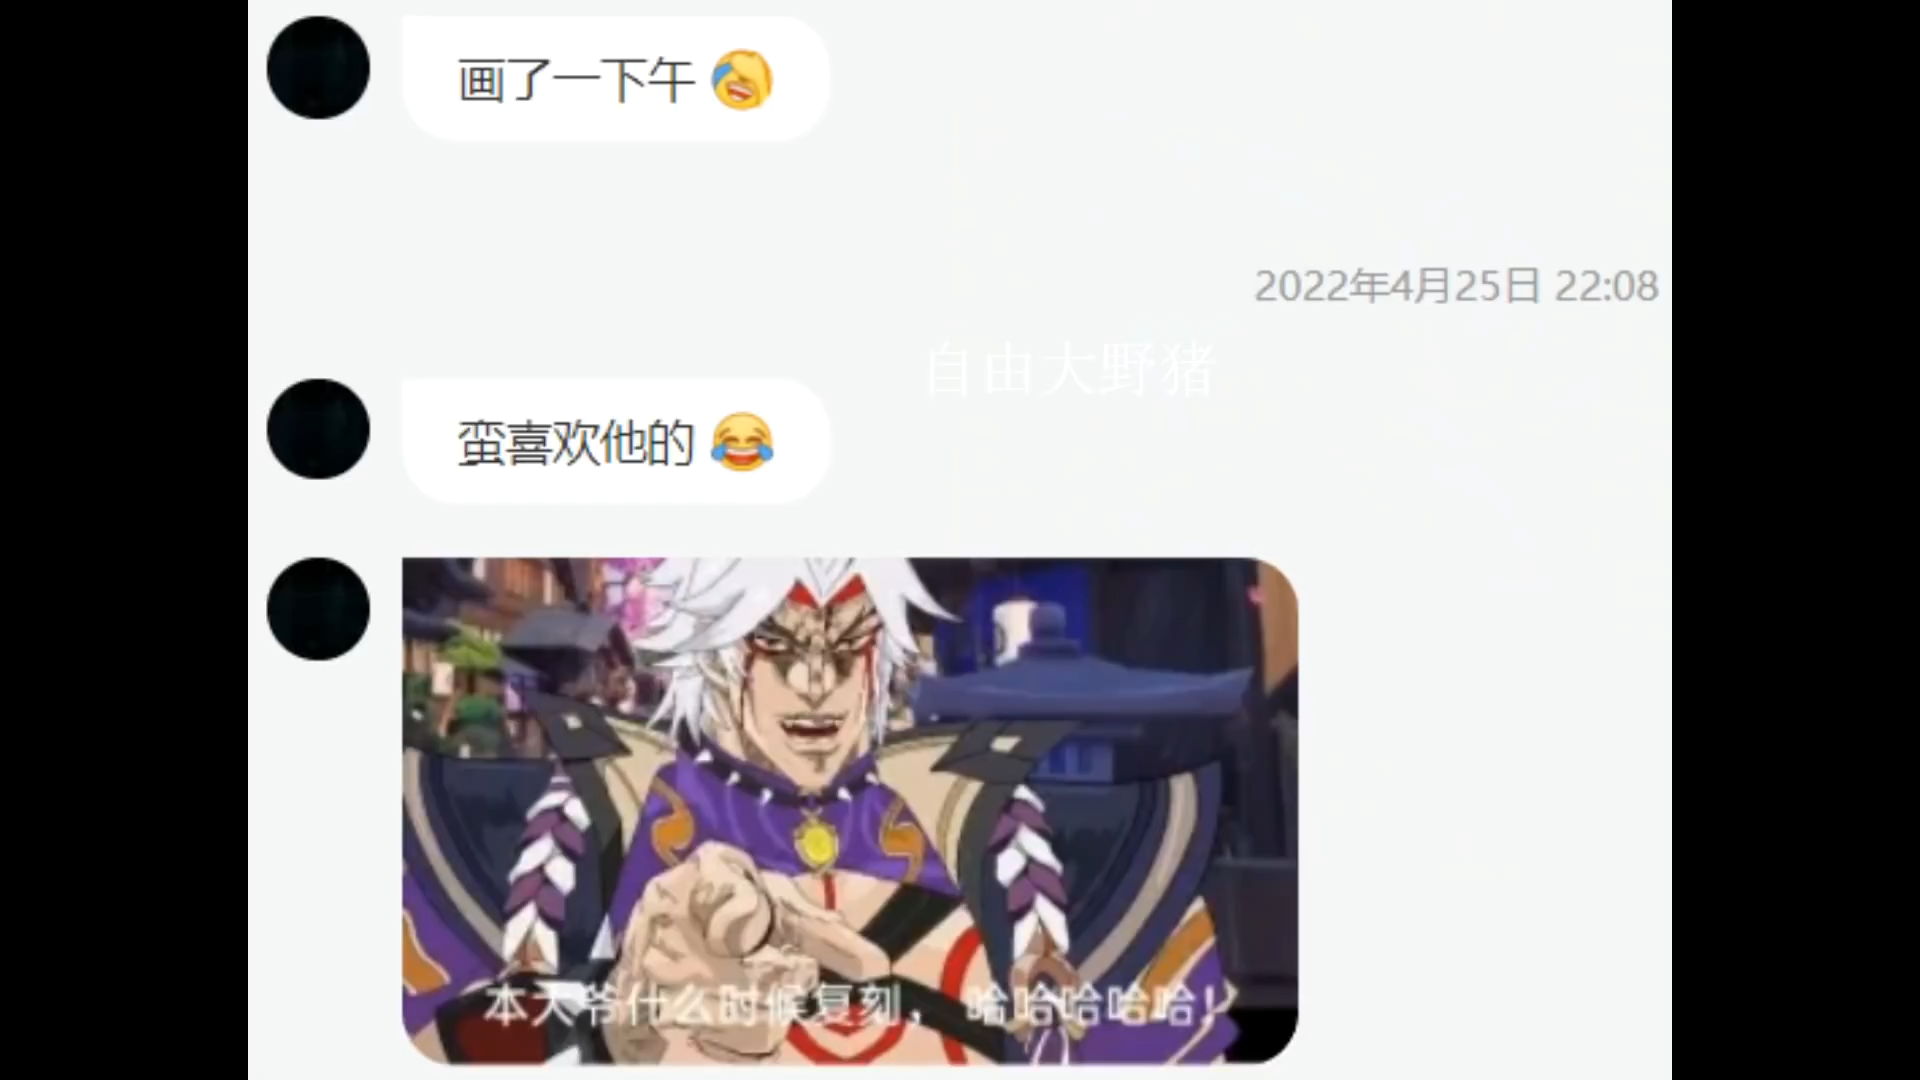 画了一下午
2022年4月25日 22:08
自由大野猪
蛮喜欢他的
本大爷什么时候复刻，哈哈哈哈哈！